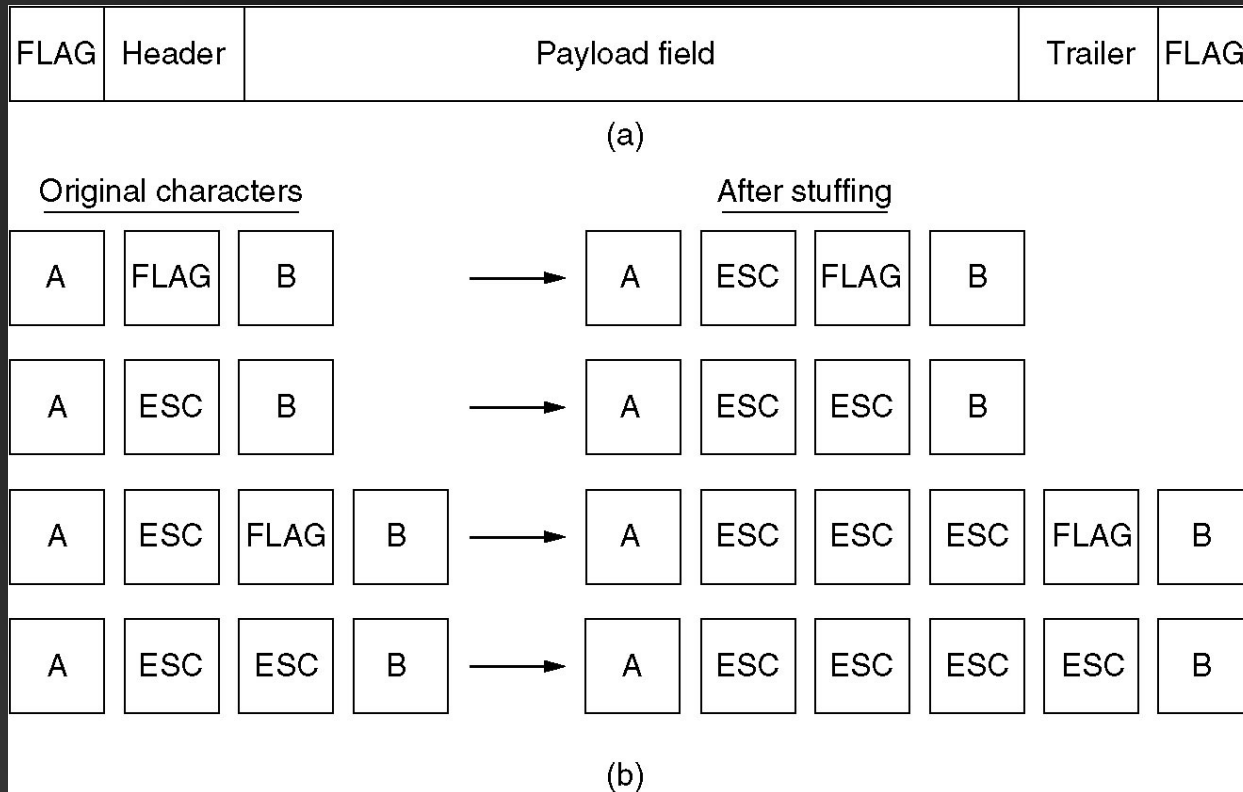 FLAG Header Payload field Trailer FLAG
(a)
Original characters After stuffing
A FLAG B A ESC FLAG B
A ESC B A ESC ESC B
A ESC FLAG B A ESC ESC ESC FLAG B
A ESC ESC B A ESC ESC ESC ESC B
(b)